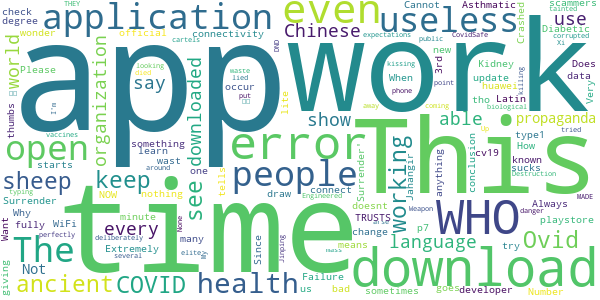 check
degree
THEY
application
wonder
official
connectivity
cartels
even
Chinese
looking
died
expectations
Crashed
useless
Cannot
Asthmatic
scammers
tainted
Diabetic
CovidSafe
corrupted
public
new
Xi
use
DND
Please
World
organization
app
work
say
occur
something
learn
wast
starts
thumbs
I'm
vaccines
see
downloaded
waste
lied
put
around
one
lite
When
phone
kissing
point
3rd
Kidney
update
huawei
killing
Does
data
Very
tho
Latin
propaganda
away
coming
biological
type1
How
tried
up
open
error
show
This
able
conclusion
ncv19
known
sucks
Destruction
sheep
keep
typing
Surrender
NOW
nothing
Why
people
tells
connect
draw
Engineered
Since
working
Surrender'
Jahangir
anything
doesnt
change
TRUSTS
means
p7
WHO
Always
playstore
MADE
danger
Weapon
false
Want
fully
WiFi
perfectly
The
time
minute
deliberately
every
None
Not
Extremely
several
many
elite
My
jinping
language
Ovid
try
giving
ancient
COVID
health
Failure
us
bad
sometimes
download
goes
developer
Number